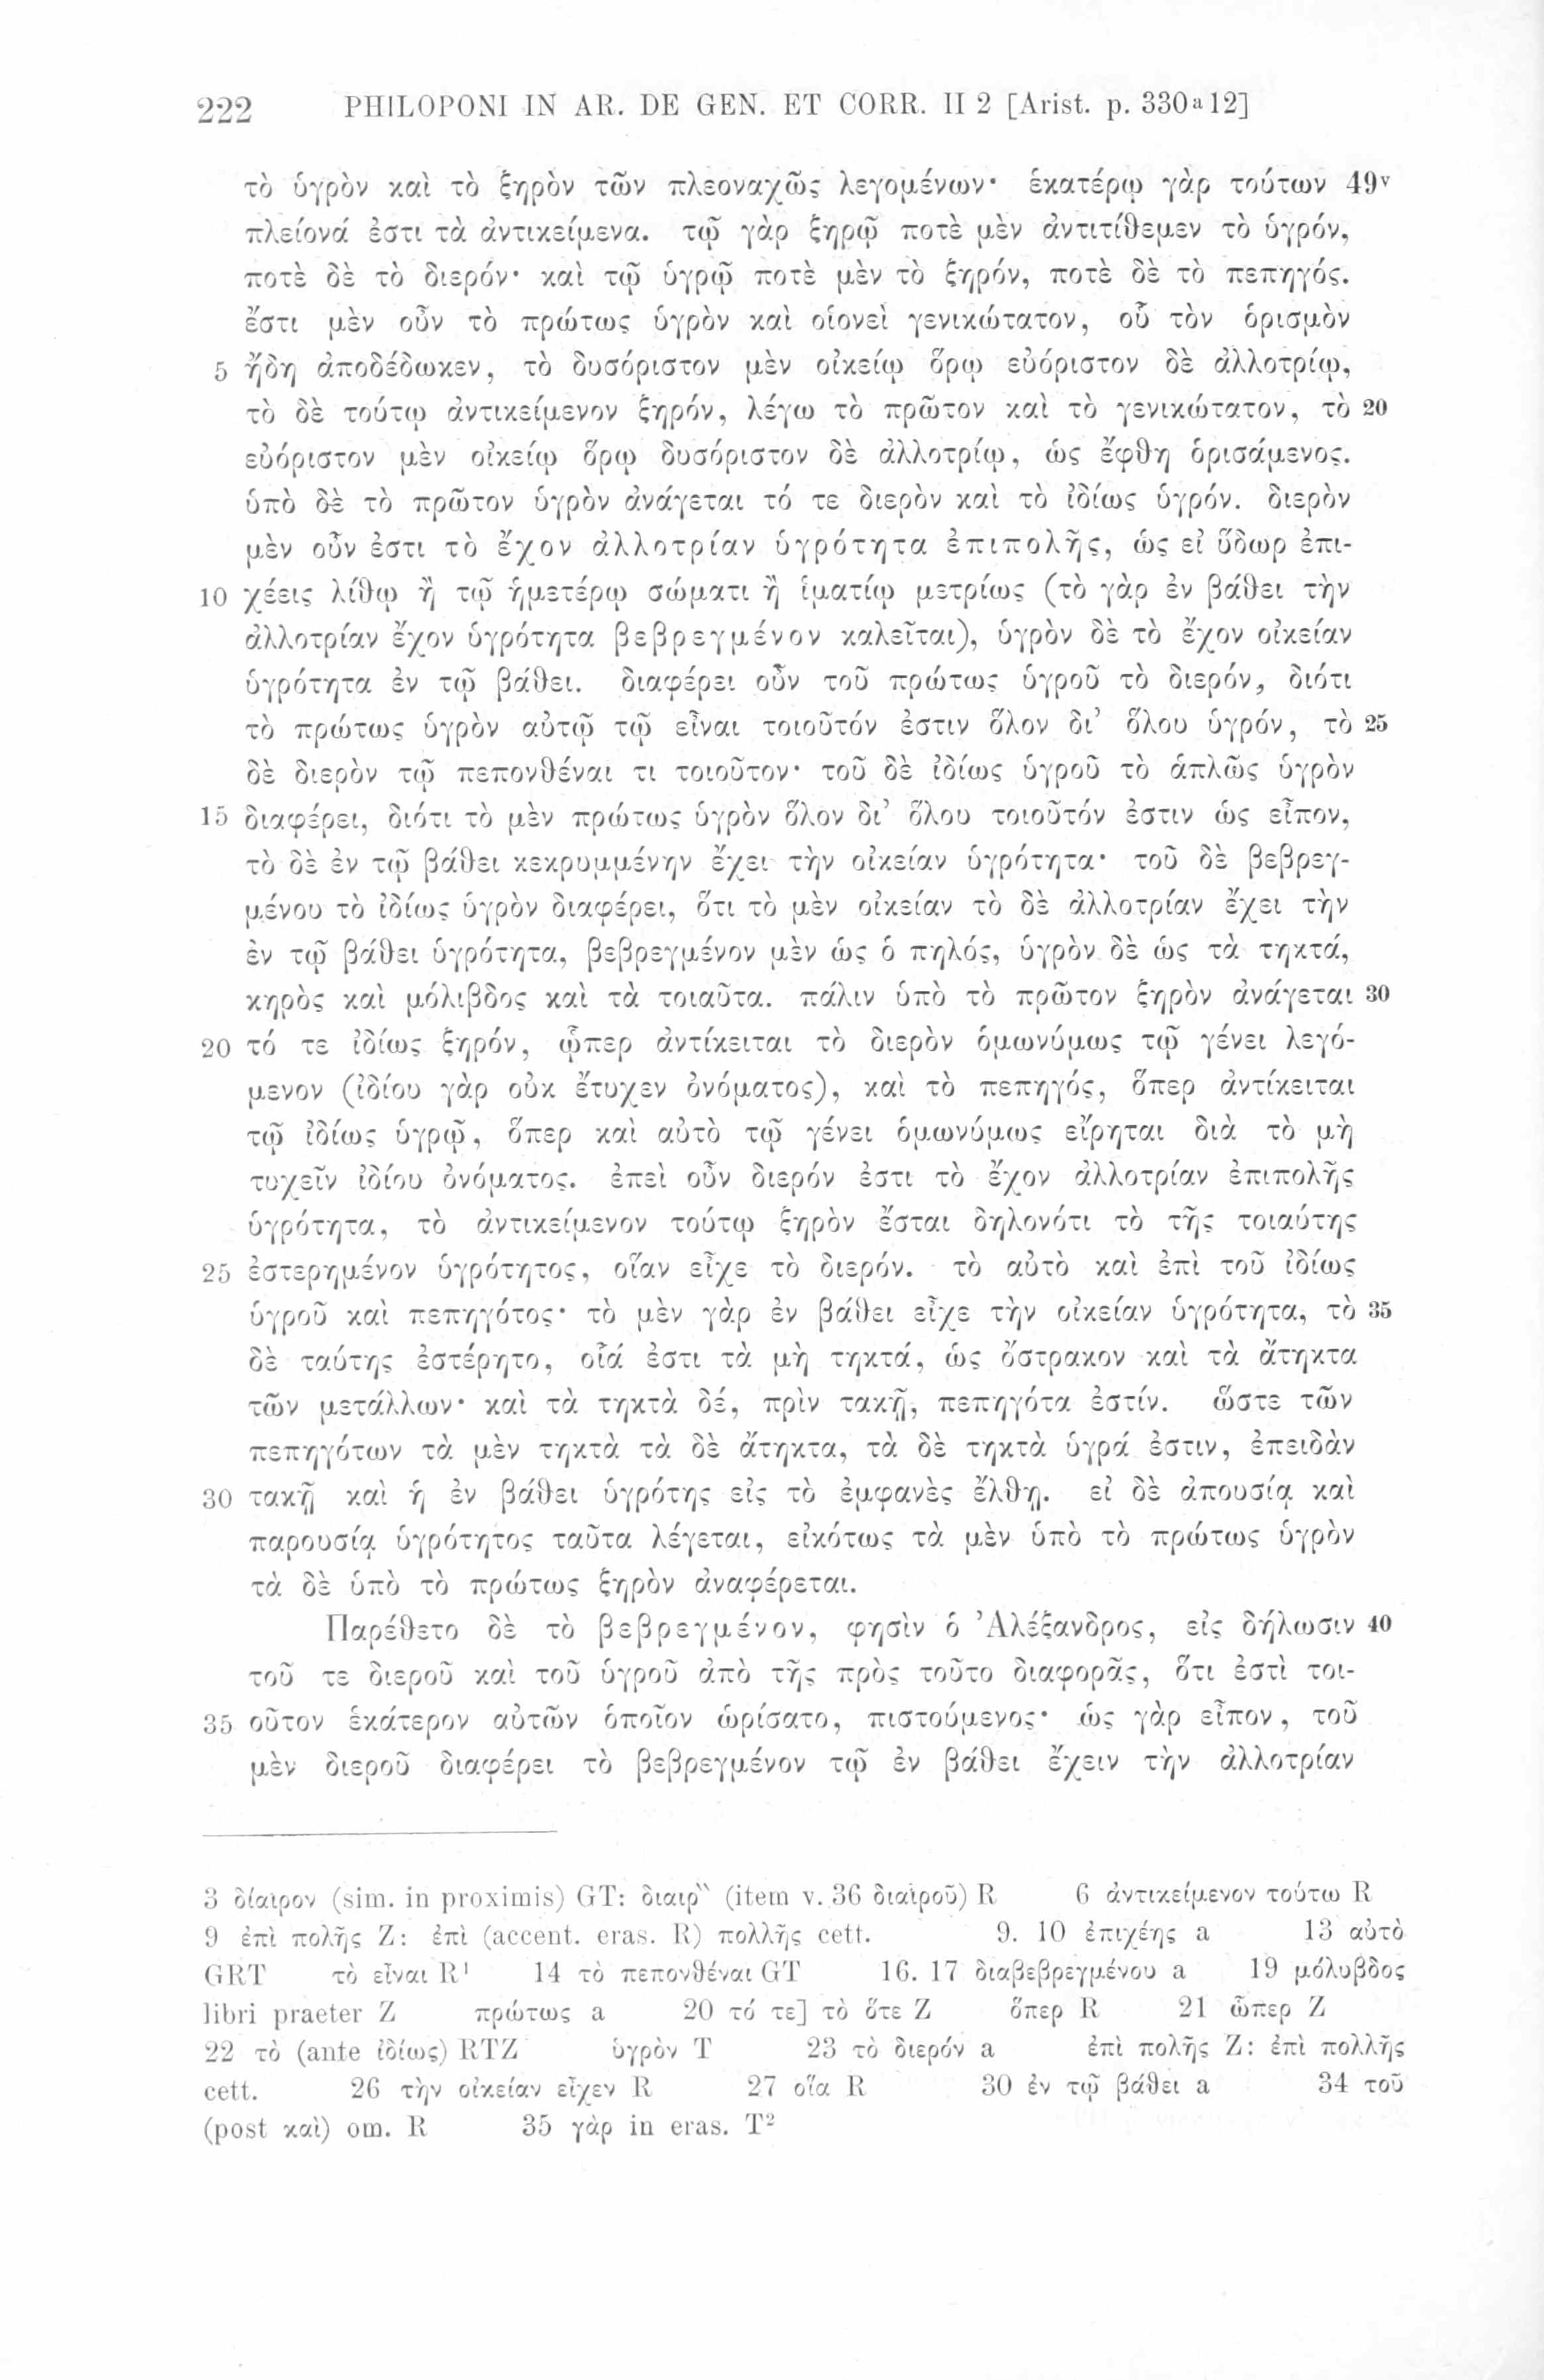 222 PHILOPONI IN AR. DE GEN. ET CORR. II 2 [Arist. p. 330ᵃ12]
τὸ ὑγρὸν καὶ τὸ ξηρὸν τῶν πλεοναχῶς λεγομένων· ἑκατέρῳ γὰρ τούτων 49ᵛ
πλείονά ἐστι τὰ ἀντικείμενα. τῷ γὰρ ξηρῷ ποτὲ μὲν ἀντιτίθεμεν τὸ ὑγρόν,
ποτὲ δὲ τὸ διερόν· καὶ τῷ ὑγρῷ ποτὲ μὲν τὸ ξηρόν, ποτὲ δὲ τὸ πεπηγός.
ἔστι μὲν οὖν τὸ πρώτως ὑγρὸν καὶ οἱονεὶ γενικώτατον, οὗ τὸν ὁρισμὸν
5 ἤδη ἀποδέδωκεν, τὸ δυσόριστον μὲν οἰκείῳ ὅρῳ εὐόριστον δὲ ἀλλοτρίῳ,
τὸ δὲ τούτῳ ἀντικείμενον ξηρόν, λέγω τὸ πρῶτον καὶ τὸ γενικώτατον, τὸ 20
εὐόριστον μὲν οἰκείῳ ὅρῳ δυσόριστον δὲ ἀλλοτρίῳ, ὡς ἔφθη ὁρισάμενος.
ὑπὸ δὲ τὸ πρῶτον ὑγρὸν ἀνάγεται τό τε διερὸν καὶ τὸ ἰδίως ὑγρόν. διερὸν
μὲν οὖν ἐστι τὸ ἔχον ἀλλοτρίαν ὑγρότητα ἐπιπολῆς, ὡς εἰ ὕδωρ ἐπι-
10 χέεις λίθῳ ἢ τῷ ἡμετέρῳ σώματι ἢ ἱματίῳ μετρίως (τὸ γὰρ ἐν βάθει τὴν
ἀλλοτρίαν ἔχον ὑγρότητα βεβρεγμένον καλεῖται), ὑγρὸν δὲ τὸ ἔχον οἰκείαν
ὑγρότητα ἐν τῷ βάθει. διαφέρει οὖν τοῦ πρώτως ὑγροῦ τὸ διερόν, διότι
τὸ πρώτως ὑγρὸν αὐτῷ τῷ εἶναι τοιοῦτόν ἐστιν ὅλον δι’ ὅλου ὑγρόν, τὸ 25
δὲ διερὸν τῷ πεπονθέναι τι τοιοῦτον· τοῦ δὲ ἰδίως ὑγροῦ τὸ ἁπλῶς ὑγρὸν
15 διαφέρει, διότι τὸ μὲν πρώτως ὑγρὸν ὅλον δι’ ὅλου τοιοῦτόν ἐστιν ὡς εἶπον,
τὸ δὲ ἐν τῷ βάθει κεκρυμμένην ἔχει τὴν οἰκείαν ὑγρότητα· τοῦ δὲ βεβρεγ-
μένου τὸ ἰδίως ὑγρὸν διαφέρει, ὅτι τὸ μὲν οἰκείαν τὸ δὲ ἀλλοτρίαν ἔχει τὴν
ἐν τῷ βάθει ὑγρότητα, βεβρεγμένον μὲν ὡς ὁ πηλός, ὑγρὸν δὲ ὡς τὰ τηκτά,
κηρὸς καὶ μόλιβδος καὶ τὰ τοιαῦτα. πάλιν ὑπὸ τὸ πρῶτον ξηρὸν ἀνάγεται 30
20 τό τε ἰδίως ξηρόν, ᾧπερ ἀντίκειται τὸ διερὸν ὁμωνύμως τῷ γένει λεγό-
μενον (ἰδίου γὰρ οὐκ ἔτυχεν ὀνόματος), καὶ τὸ πεπηγός, ὅπερ ἀντίκειται
τῷ ἰδίως ὑγρῷ, ὅπερ καὶ αὐτὸ τῷ γένει ὁμωνύμως εἴρηται διὰ τὸ μὴ
τυχεῖν ἰδίου ὀνόματος. ἐπεὶ οὖν διερόν ἐστι τὸ ἔχον ἀλλοτρίαν ἐπιπολῆς
ὑγρότητα, τὸ ἀντικείμενον τούτῳ ξηρὸν ἔσται δηλονότι τὸ τῆς τοιαύτης
25 ἐστερημένον ὑγρότητος, οἵαν εἶχε τὸ διερόν. τὸ αὐτὸ καὶ ἐπὶ τοῦ ἰδίως
ὑγροῦ καὶ πεπηγότος· τὸ μὲν γὰρ ἐν βάθει εἶχε τὴν οἰκείαν ὑγρότητα, τὸ 35
δὲ ταύτης ἐστέρητο, οἷά ἐστι τὰ μὴ τηκτά, ὡς ὄστρακον καὶ τὰ ἄτηκτα
τῶν μετάλλων· καὶ τὰ τηκτὰ δέ, πρὶν τακῇ, πεπηγότα ἐστίν. ὥστε τῶν
πεπηγότων τὰ μὲν τηκτὰ τὰ δὲ ἄτηκτα, τὰ δὲ τηκτὰ ὑγρά ἐστιν, ἐπειδὰν
30 τακῇ καὶ ἡ ἐν βάθει ὑγρότης εἰς τὸ ἐμφανὲς ἔλθῃ. εἰ δὲ ἀπουσίᾳ καὶ
παρουσίᾳ ὑγρότητος ταῦτα λέγεται, εἰκότως τὰ μὲν ὑπὸ τὸ πρώτως ὑγρὸν
τὰ δὲ ὑπὸ τὸ πρώτως ξηρὸν ἀναφέρεται.
Παρέθετο δὲ τὸ βεβρεγμένον, φησὶν ὁ Ἀλέξανδρος, εἰς δήλωσιν 40
τοῦ τε διεροῦ καὶ τοῦ ὑγροῦ ἀπὸ τῆς πρὸς τοῦτο διαφορᾶς, ὅτι ἐστὶ τοι-
35 οῦτον ἑκάτερον αὐτῶν ὁποῖον ὡρίσατο, πιστούμενος· ὡς γὰρ εἶπον, τοῦ
μὲν διεροῦ διαφέρει τὸ βεβρεγμένον τῷ ἐν βάθει ἔχειν τὴν ἀλλοτρίαν
3 δίαιρον (sim. in proximis) GT: διαιρ\\ (item v. 36 διαιροῦ) R 6 ἀντικείμενον τούτω R
9 ἐπὶ πολῆς Z: ἐπὶ (accent. eras. R) πολλῆς cett. 9. 10 ἐπιχέης a 13 αὐτὸ
GRT τὸ εἶναι R¹ 14 τὸ πεπονθέναι GT 16. 17 διαβεβρεγμένου a 19 μόλυβδος
libri praeter Z πρώτως a 20 τό τε] τὸ ὅτε Z ὅπερ R 21 ὧπερ Z
22 τὸ (ante ἰδίως) RTZ ὑγρὸν T 23 τὸ διερόν a ἐπὶ πολῆς Z: ἐπὶ πολλῆς
cett. 26 τὴν οἰκείαν εἶχεν R 27 οἵα R 30 ἐν τῷ βάθει a 34 τοῦ
(post καὶ) om. R 35 γὰρ in eras. T²